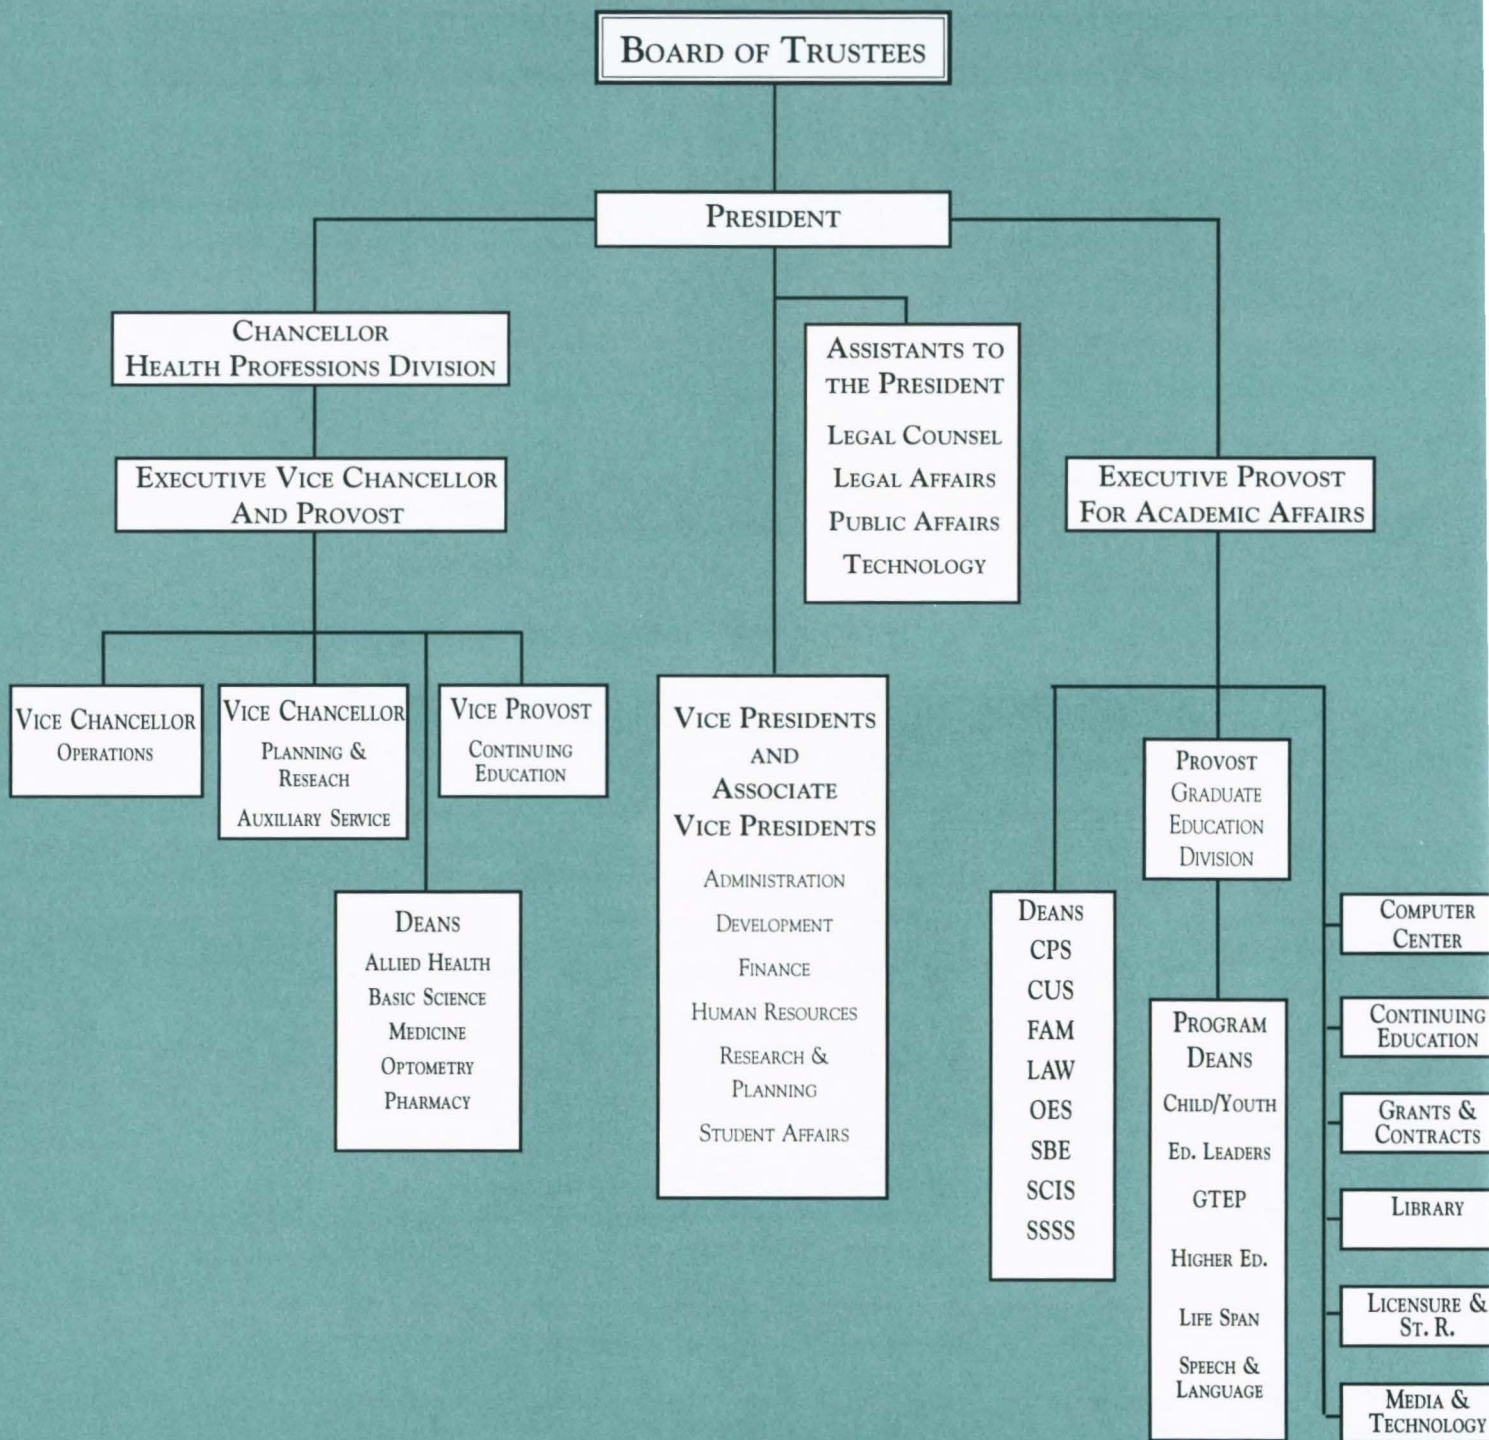 Board of Trustees
President
Chancellor
Health Professions Division
Executive Vice Chancellor
And Provost
Vice Chancellor
Operations
Vice Chancellor
Planning &
Reseach
Auxiliary Service
Vice Provost
Continuing
Education
Deans
Allied Health
Basic Science
Medicine
Optometry
Pharmacy
Assistants to
the President
Legal Counsel
Legal Affairs
Public Affairs
Technology
Vice Presidents
and
Associate
Vice Presidents
Administration
Development
Finance
Human Resources
Research &
Planning
Student Affairs
Executive Provost
For Academic Affairs
Deans
CPS
CUS
FAM
LAW
OES
SBE
SCIS
SSSS
Provost
Graduate
Education
Division
Program
Deans
Child/Youth
Ed. Leaders
GTEP
Higher Ed.
Life Span
Speech &
Language
Computer
Center
Continuing
Education
Grants &
Contracts
Library
Licensure &
St. R.
Media &
Technology